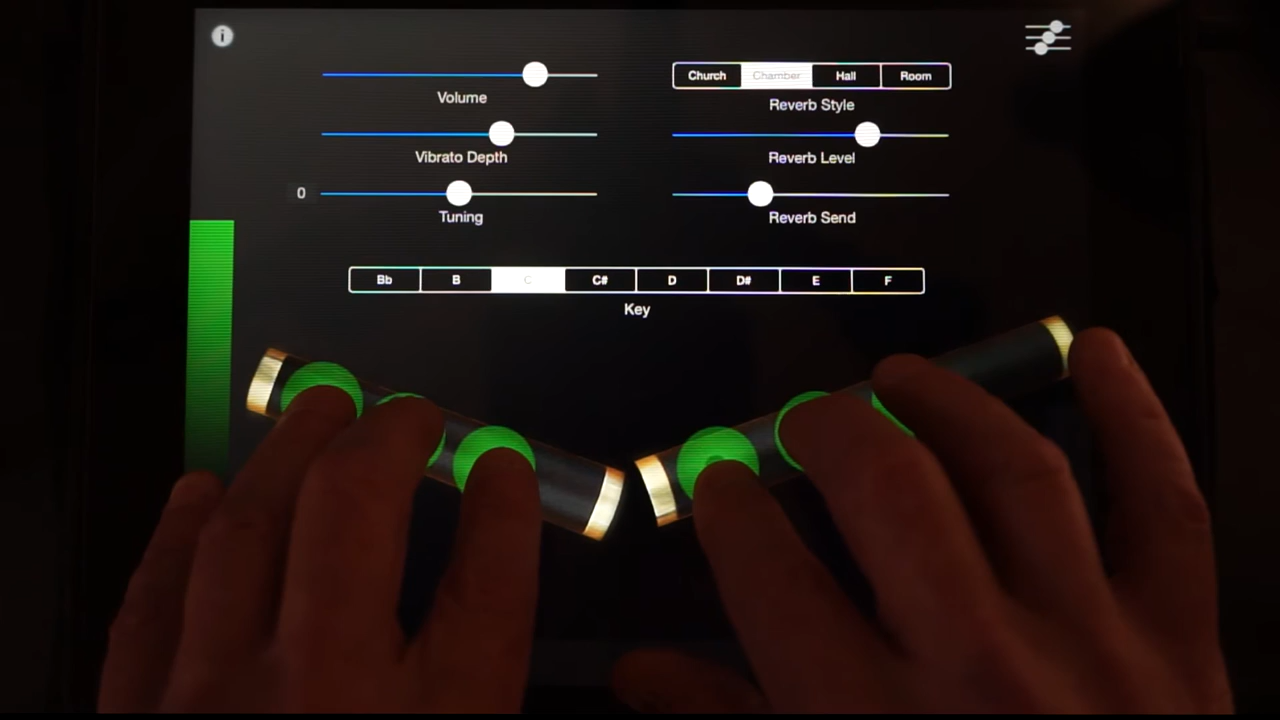 i
Volume
Church Chamber Hall Room
Reverb Style
Vibrato Depth
Reverb Level
0
Tuning
Reverb Send
Bb B C C# D D# E F
Key